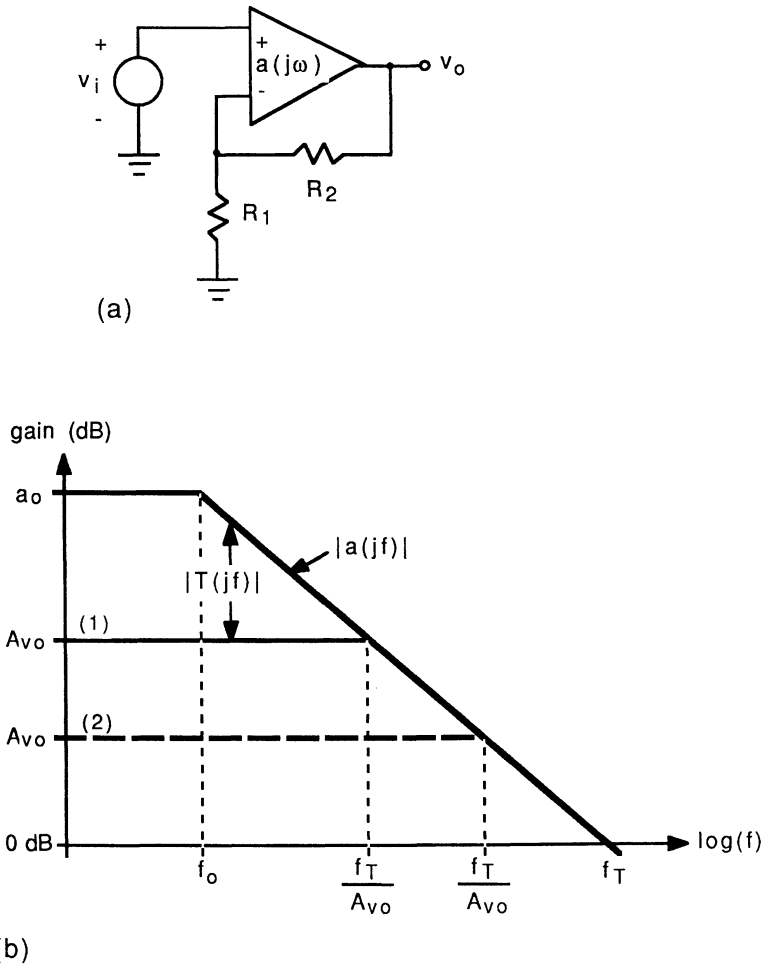 +
v i
-
+
a(jω)
-
v o
R 2
R 1
(a)
gain (dB)
a o
|a(jf)|
|T(jf)|
(1)
A vo
(2)
A vo
0 dB
log(f)
f o
f T
A vo
f T
A vo
f T
b)